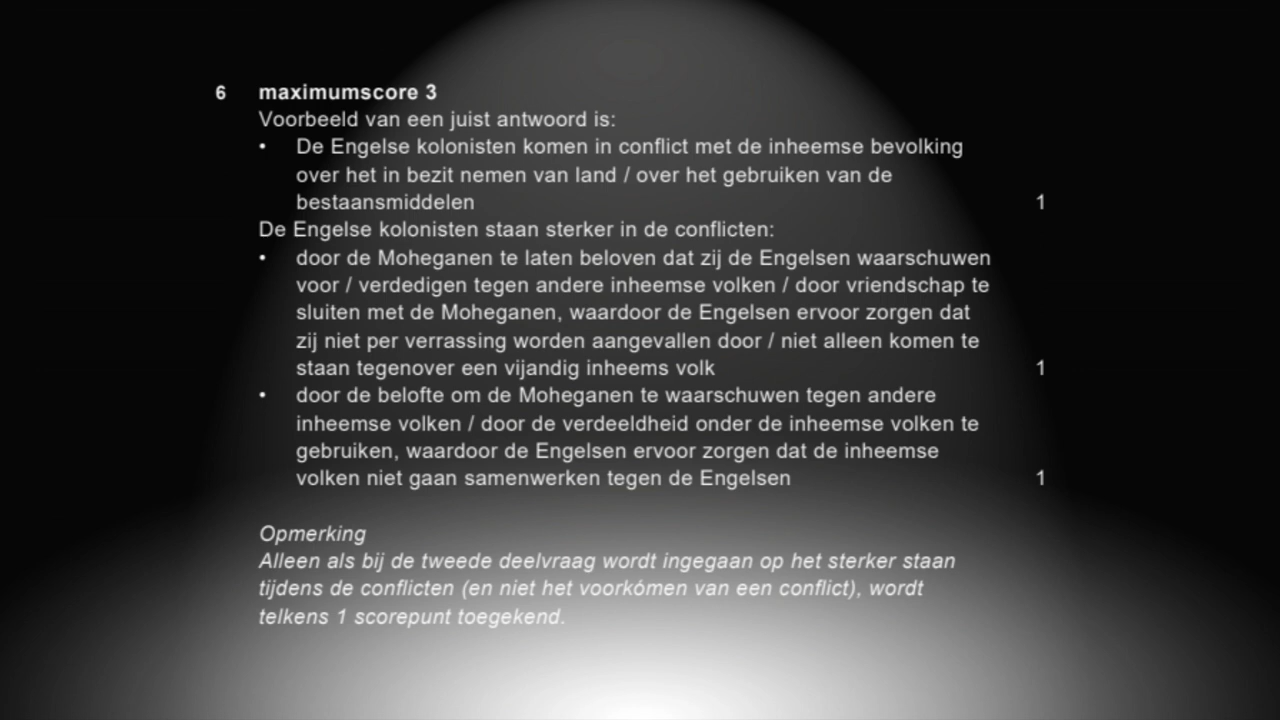 6 maximumscore 3
Voorbeeld van een juist antwoord is:
• De Engelse kolonisten komen in conflict met de inheemse bevolking
over het in bezit nemen van land / over het gebruiken van de
bestaansmiddelen 1
De Engelse kolonisten staan sterker in de conflicten:
• door de Moheganen te laten beloven dat zij de Engelsen waarschuwen
voor / verdedigen tegen andere inheemse volken / door vriendschap te
sluiten met de Moheganen, waardoor de Engelsen ervoor zorgen dat
zij niet per verrassing worden aangevallen door / niet alleen komen te
staan tegenover een vijandig inheems volk 1
• door de belofte om de Moheganen te waarschuwen tegen andere
inheemse volken / door de verdeeldheid onder de inheemse volken te
gebruiken, waardoor de Engelsen ervoor zorgen dat de inheemse
volken niet gaan samenwerken tegen de Engelsen 1
Opmerking
Alleen als bij de tweede deelvraag wordt ingegaan op het sterker staan
tijdens de conflicten (en niet het voorkómen van een conflict), wordt
telkens 1 scorepunt toegekend.